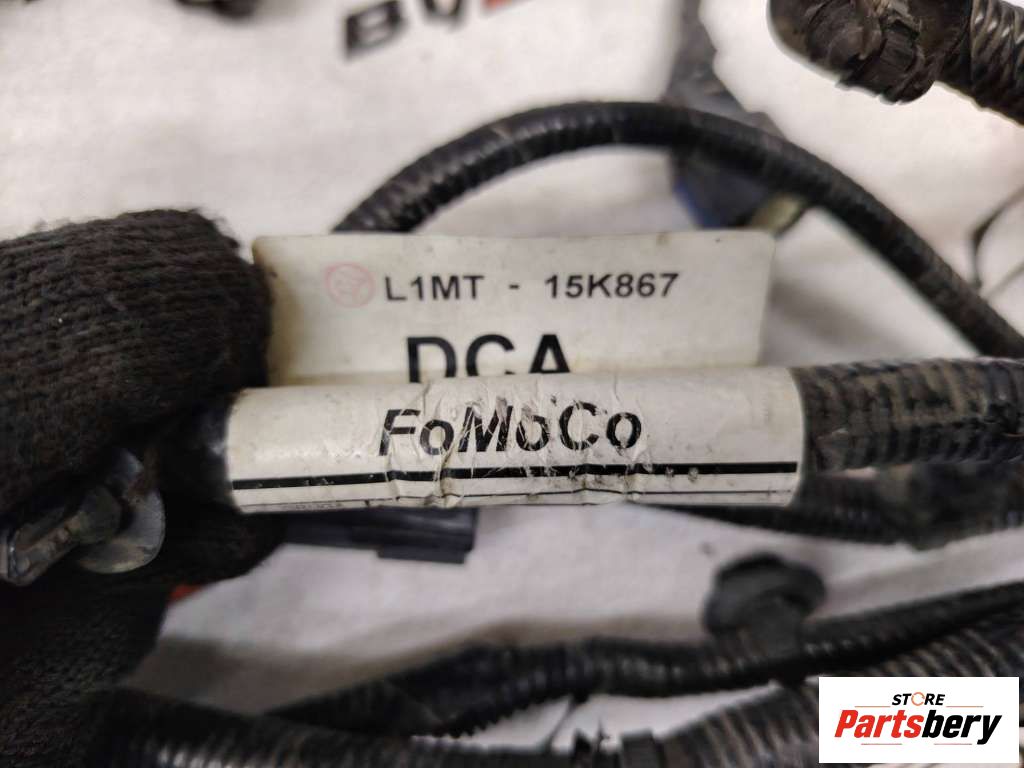 L1MT - 15K867
DCA
FoMoCo
STORE
Partsbery